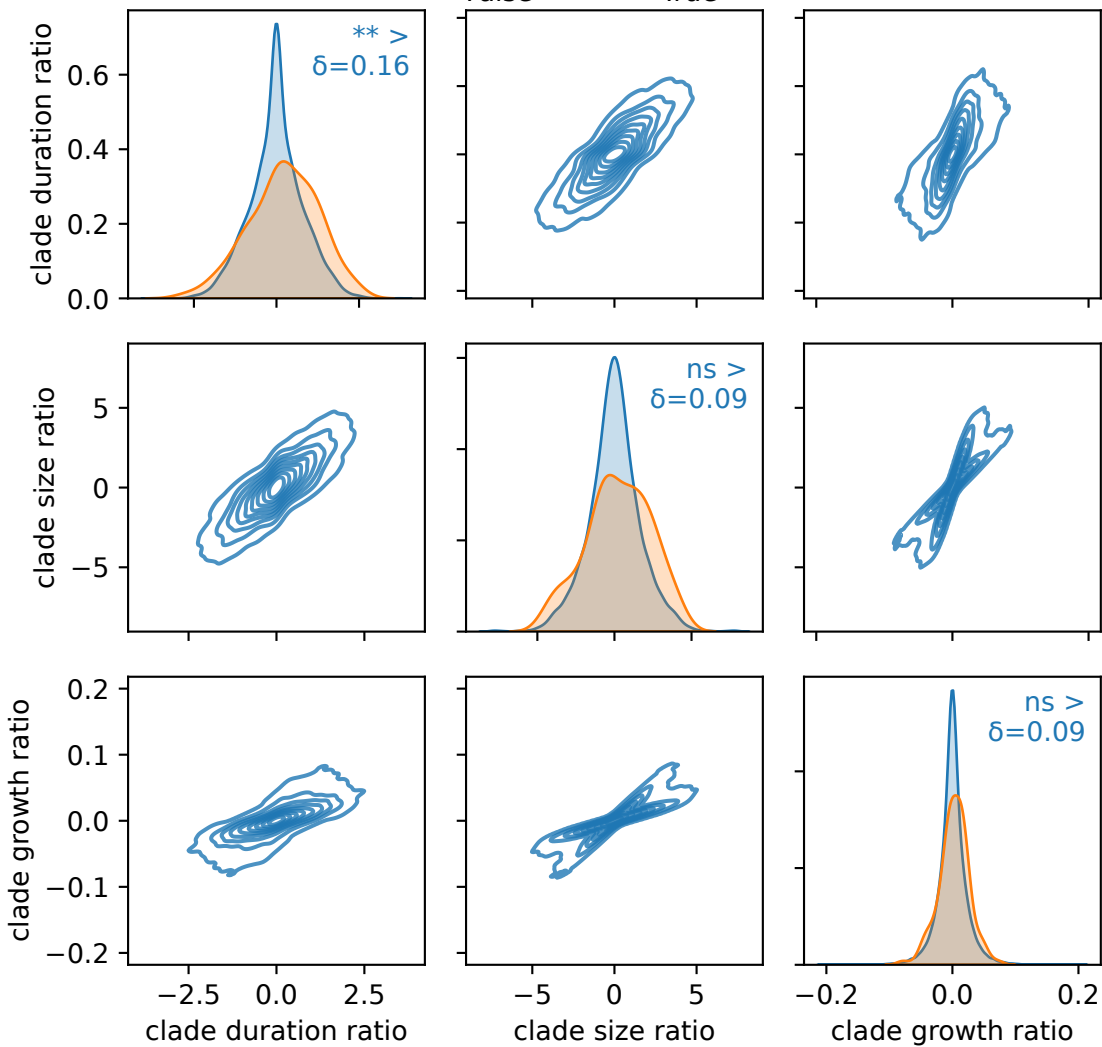 clade duration ratio
0.6
0.4
0.2
0.0
** >
δ=0.16
clade size ratio
5
0
−5
ns >
δ=0.09
clade growth ratio
0.2
0.1
0.0
−0.1
−0.2
ns >
δ=0.09
−2.5 0.0 2.5
−5 0 5
−0.2 0.0 0.2
clade duration ratio
clade size ratio
clade growth ratio